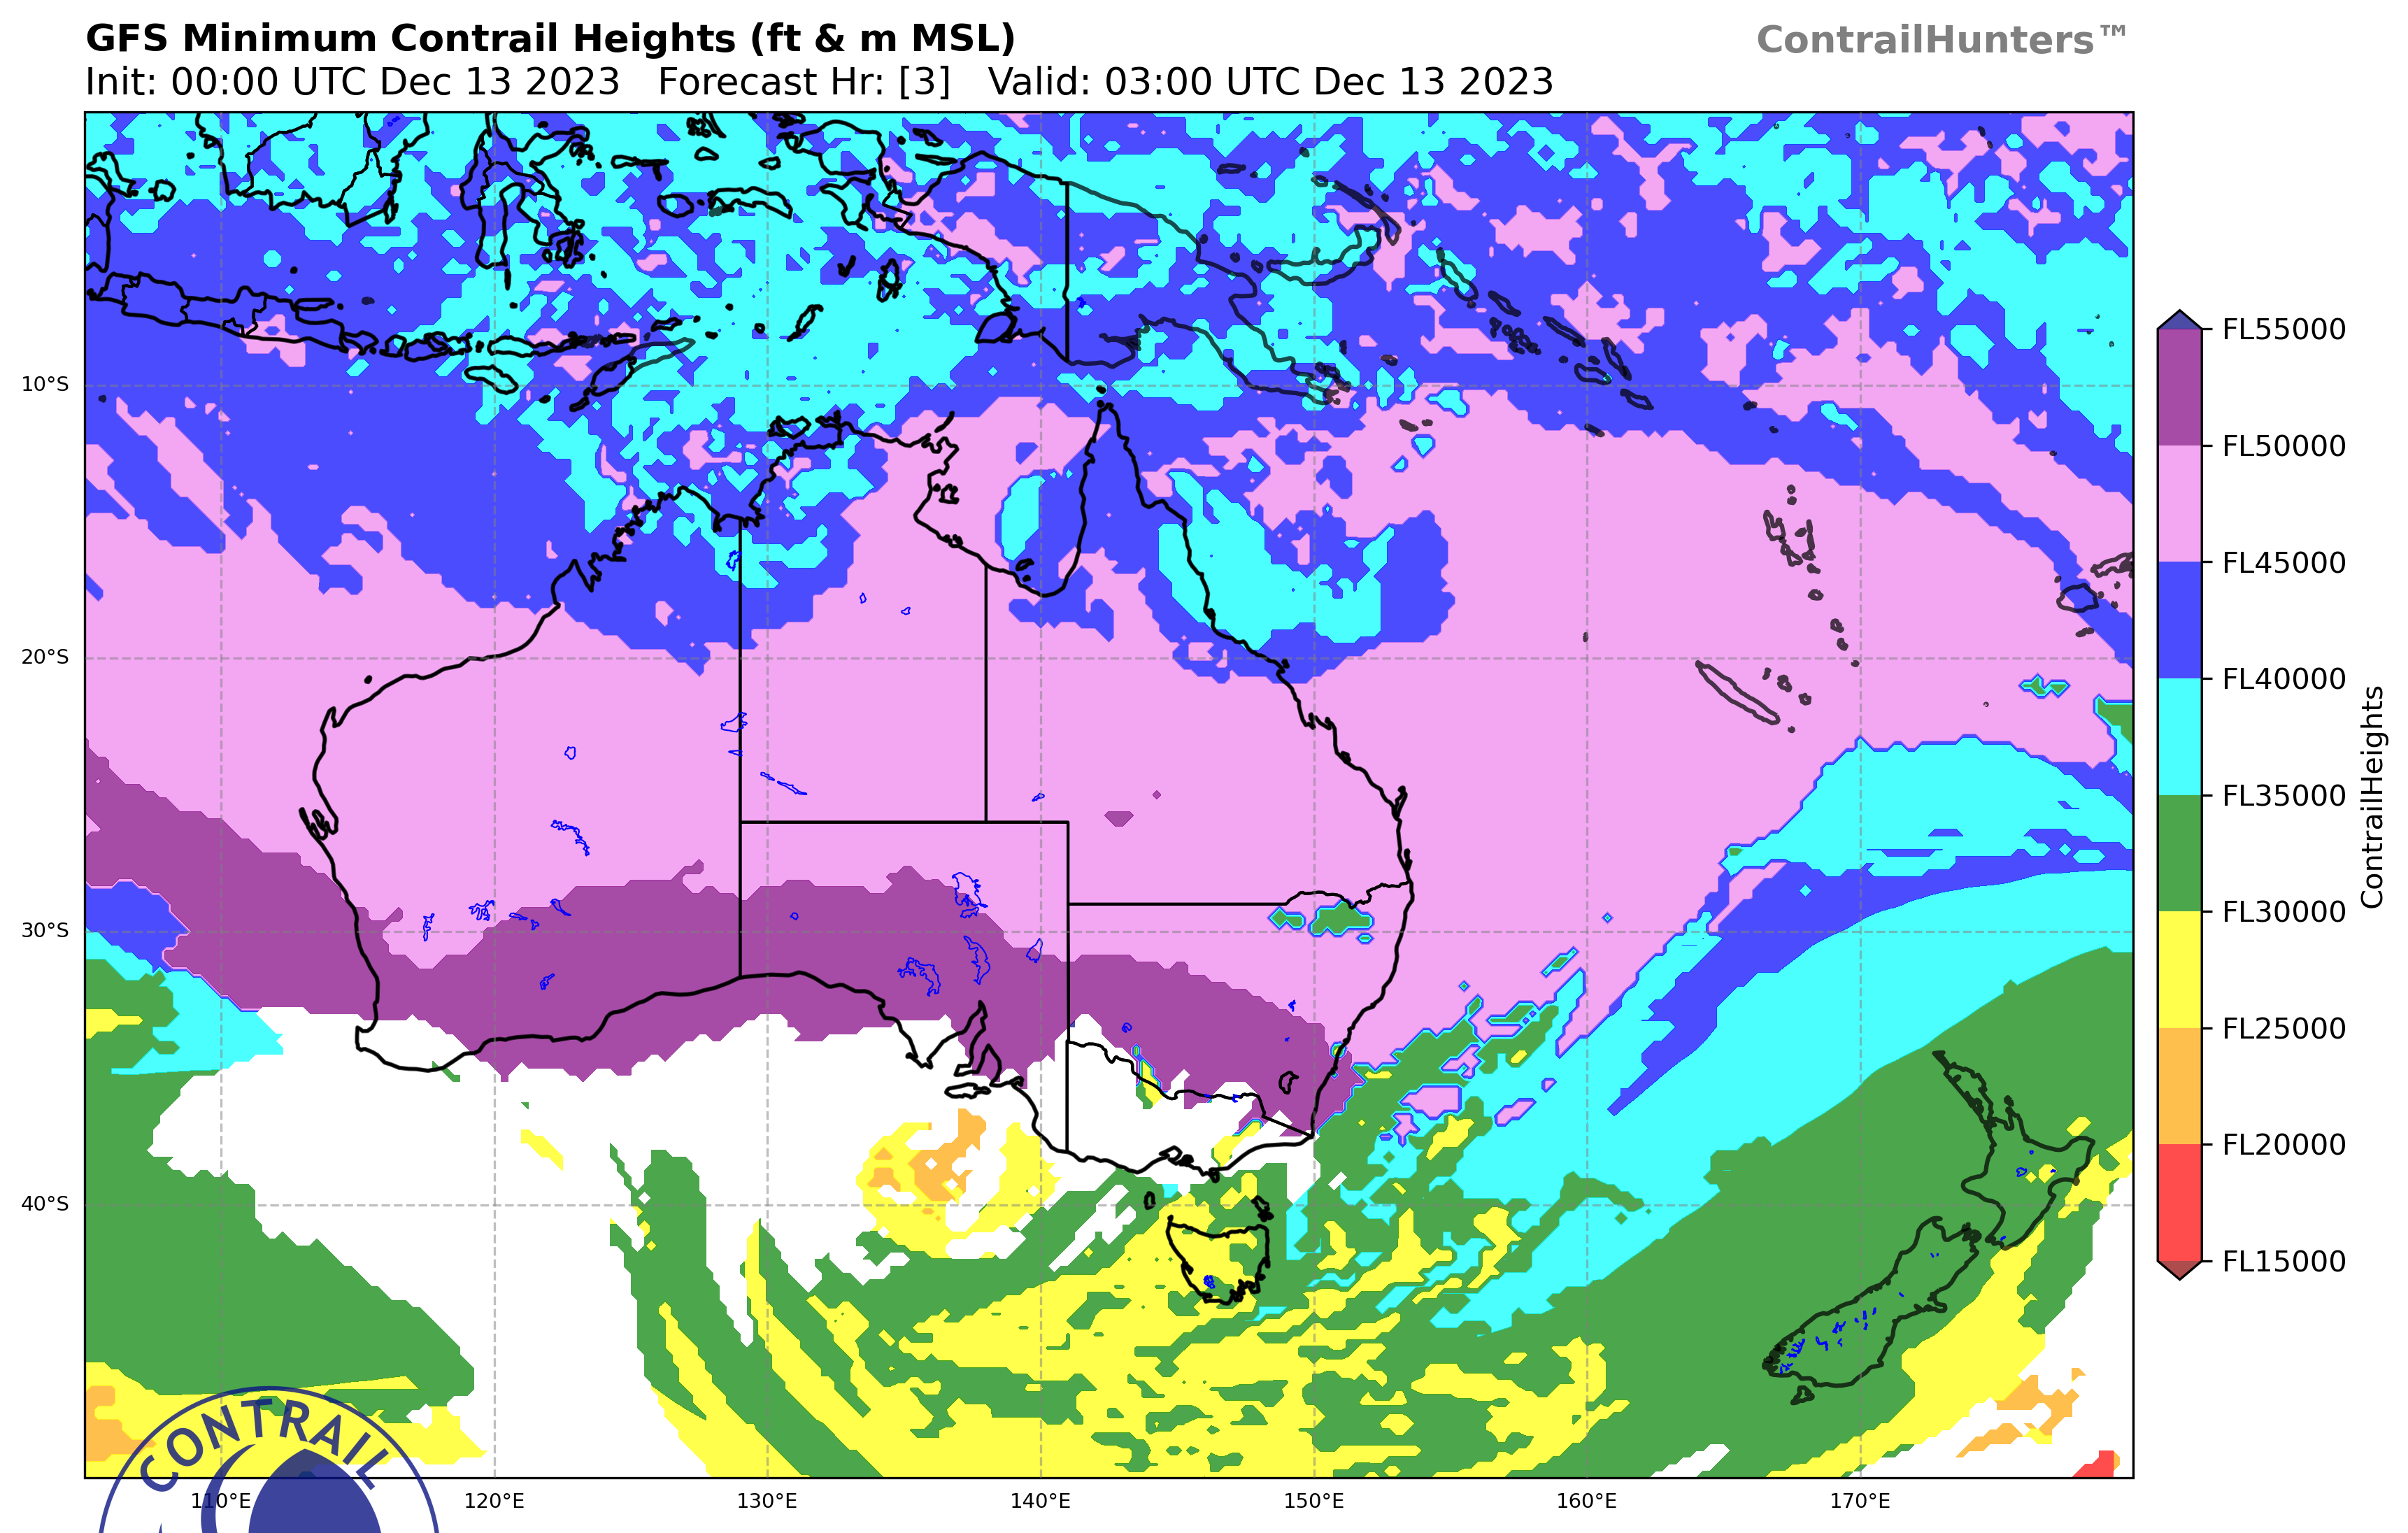 GFS Minimum Contrail Heights (ft & m MSL)
ContrailHunters™
Init: 00:00 UTC Dec 13 2023   Forecast Hr: [3]   Valid: 03:00 UTC Dec 13 2023
FL55000
FL50000
FL45000
FL40000
FL35000
FL30000
FL25000
FL20000
FL15000
ContrailHeights
10°S
20°S
30°S
40°S
110°E
120°E
130°E
140°E
150°E
160°E
170°E
CONTRAIL